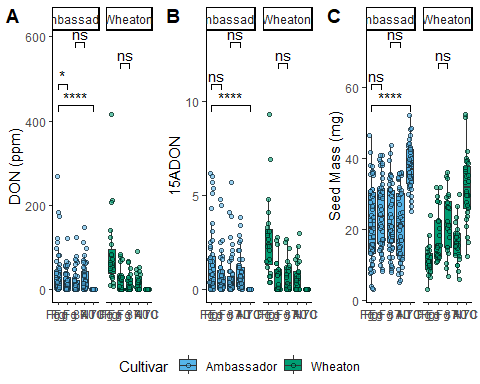 A
B
C
mbassad
Wheaton
mbassad
Wheaton
mbassad
Wheaton
ns
ns
ns
ns
ns
*
ns
ns
ns
****
****
****
DON (ppm)
600
400
200
0
15ADON
10
5
0
Seed Mass (mg)
60
40
20
0
Cultivar
Ambassador
Wheaton